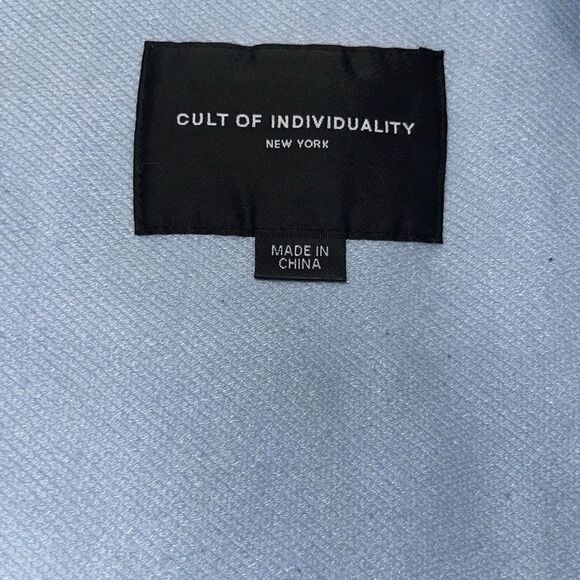 CULT OF INDIVIDUALITY
NEW YORK
MADE IN
CHINA